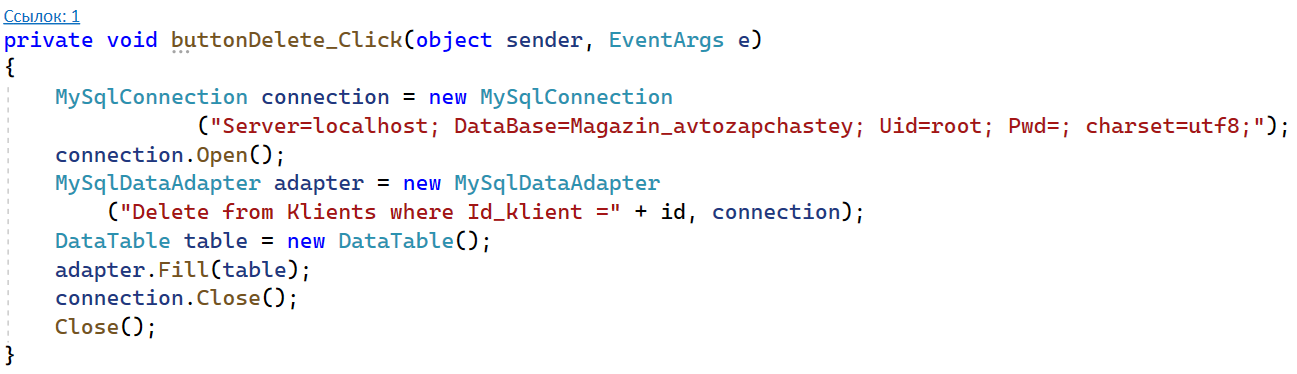 Ссылок: 1
private void buttonDelete_Click(object sender, EventArgs e)
{
    MySqlConnection connection = new MySqlConnection
               ("Server=localhost; DataBase=Magazin_avtozapchastey; Uid=root; Pwd=; charset=utf8;");
    connection.Open();
    MySqlDataAdapter adapter = new MySqlDataAdapter
        ("Delete from Klients where Id_klient =" + id, connection);
    DataTable table = new DataTable();
    adapter.Fill(table);
    connection.Close();
    Close();
}